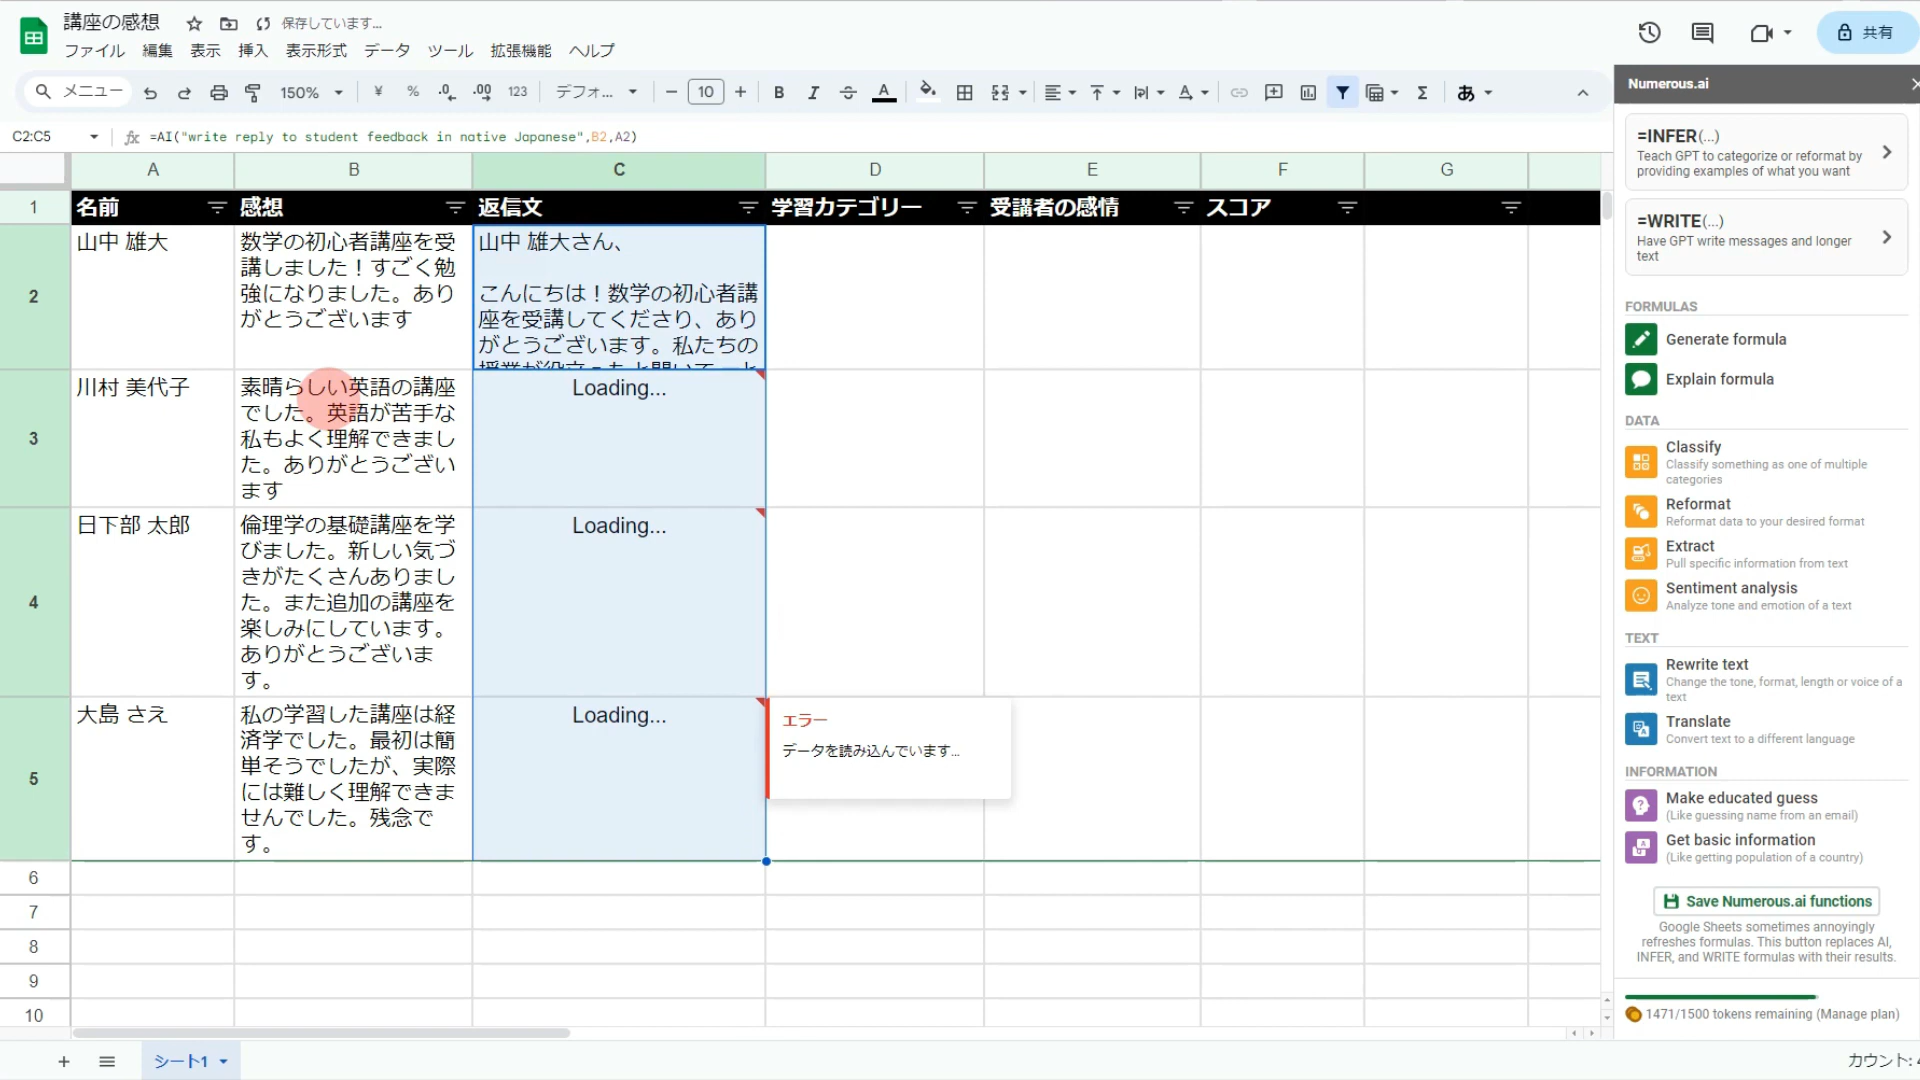 講座の感想
保存しています...
共有
ファイル 編集 表示 挿入 表示形式 データ ツール 拡張機能 ヘルプ
メニュー 150% ¥ % .0 .00 123 デフォ... 10 B I A あ
Numerous.ai
C2:C5 fx =AI("write reply to student feedback in native Japanese",B2,A2)
A B C D E F G
1 名前 感想 返信文 学習カテゴリー 受講者の感情 スコア
2
山中 雄大
数学の初心者講座を受
講しました！すごく勉
強になりました。あり
がとうございます
山中 雄大さん、
こんにちは！数学の初心者講
座を受講してくださり、あり
がとうございます。私たちの
3
川村 美代子
素晴らしい英語の講座
でした。英語が苦手な
私もよく理解できまし
た。ありがとうござい
ます
Loading...
4
日下部 太郎
倫理学の基礎講座を学
びました。新しい気づ
きがたくさんありまし
た。また追加の講座を
楽しみにしています。
ありがとうございま
す。
Loading...
5
大島 さえ
私の学習した講座は経
済学でした。最初は簡
単そうでしたが、実際
には難しく理解できま
せんでした。残念で
す。
Loading...
エラー
データを読み込んでいます...
6
7
8
9
10
シート1
カウント:
=INFER(...)
Teach GPT to categorize or reformat by
providing examples of what you want
=WRITE(...)
Have GPT write messages and longer
text
FORMULAS
Generate formula
Explain formula
DATA
Classify
Classify something as one of multiple
categories
Reformat
Reformat data to your desired format
Extract
Pull specific information from text
Sentiment analysis
Analyze tone and emotion of a text
TEXT
Rewrite text
Change the tone, format, length or voice of a
text
Translate
Convert text to a different language
INFORMATION
Make educated guess
(Like guessing name from an email)
Get basic information
(Like getting population of a country)
Save Numerous.ai functions
Google Sheets sometimes annoyingly
refreshes formulas. This button replaces AI,
INFER, and WRITE formulas with their results.
1471/1500 tokens remaining (Manage plan)